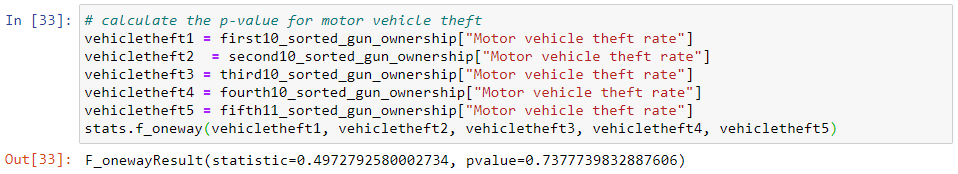 In [33]: # calculate the p-value for motor vehicle theft
vehicletheft1 = first10_sorted_gun_ownership["Motor vehicle theft rate"]
vehicletheft2  = second10_sorted_gun_ownership["Motor vehicle theft rate"]
vehicletheft3 = third10_sorted_gun_ownership["Motor vehicle theft rate"]
vehicletheft4 = fourth10_sorted_gun_ownership["Motor vehicle theft rate"]
vehicletheft5 = fifth11_sorted_gun_ownership["Motor vehicle theft rate"]
stats.f_oneway(vehicletheft1, vehicletheft2, vehicletheft3, vehicletheft4, vehicletheft5)
Out[33]: F_onewayResult(statistic=0.4972792580002734, pvalue=0.7377739832887606)